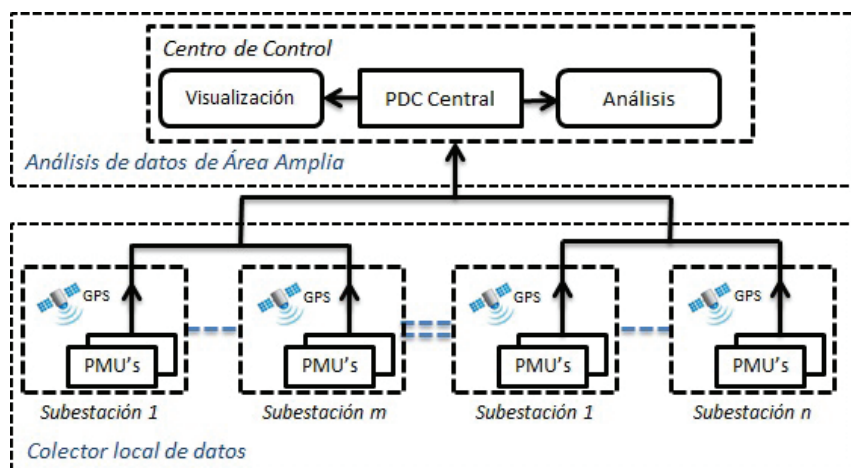 Centro de Control
Visualización
PDC Central
Análisis
Análisis de datos de Área Amplia
GPS
GPS
GPS
GPS
PMU's
PMU's
PMU's
PMU's
Subestación 1
Subestación m
Subestación 1
Subestación n
Colector local de datos